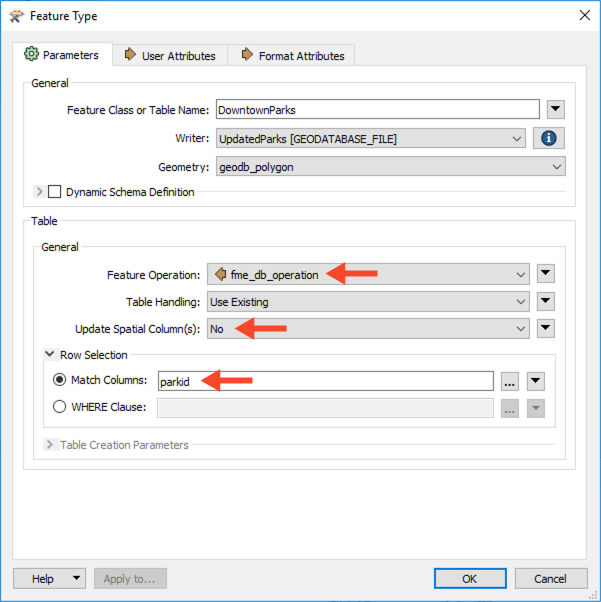 Feature Type
Parameters User Attributes Format Attributes
General
Feature Class or Table Name: DowntownParks
Writer: UpdatedParks [GEODATABASE_FILE]
Geometry: geodb_polygon
Dynamic Schema Definition
Table
General
Feature Operation: fme_db_operation
Table Handling: Use Existing
Update Spatial Column(s): No
Row Selection
Match Columns: parkid ...
WHERE Clause: ...
Table Creation Parameters
Help Apply to... OK Cancel